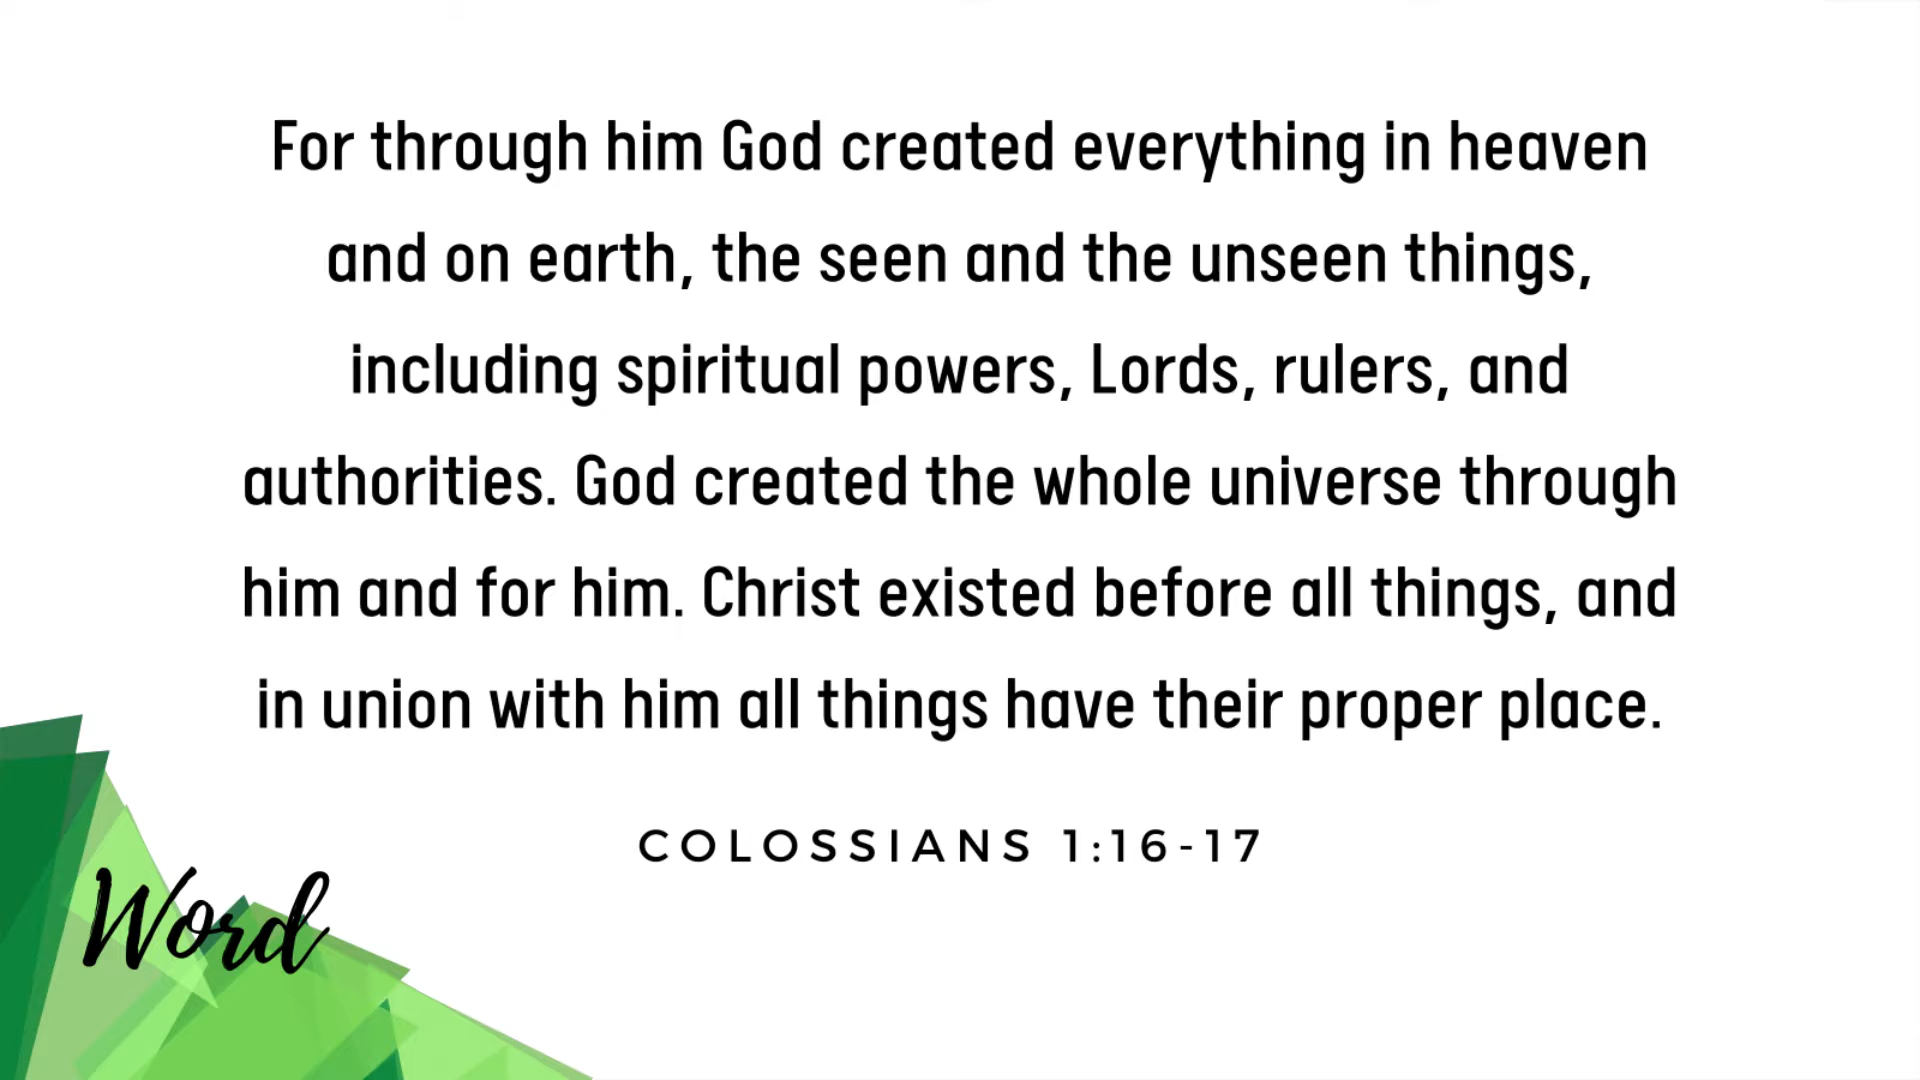 For through him God created everything in heaven
and on earth, the seen and the unseen things,
including spiritual powers, Lords, rulers, and
authorities. God created the whole universe through
him and for him. Christ existed before all things, and
in union with him all things have their proper place.
COLOSSIANS 1:16-17
Word